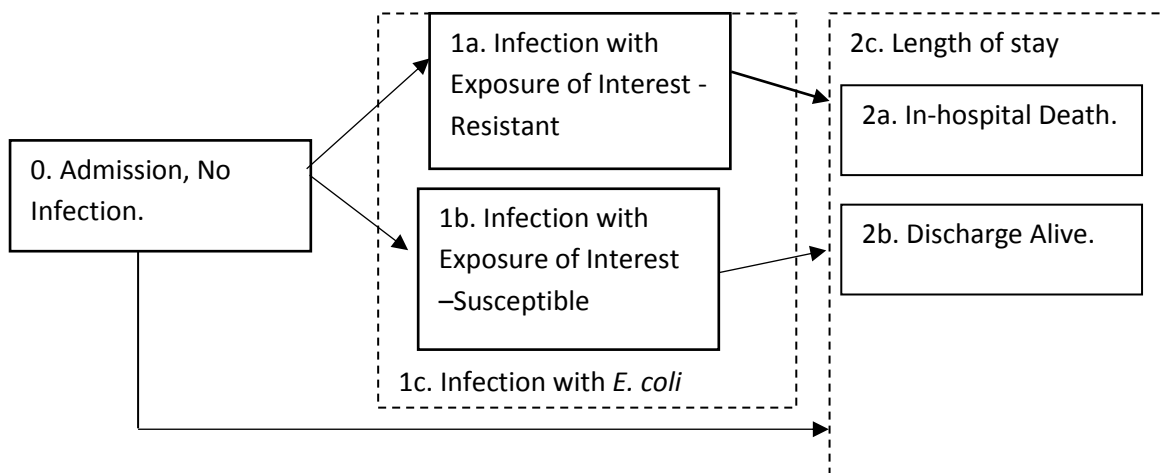 0. Admission, No
Infection.
1a. Infection with
Exposure of Interest -
Resistant
1b. Infection with
Exposure of Interest
–Susceptible
1c. Infection with E. coli
2c. Length of stay
2a. In-hospital Death.
2b. Discharge Alive.